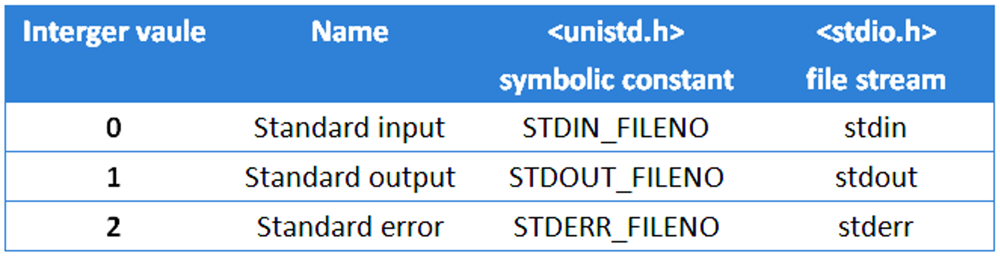 Interger vaule Name <unistd.h> <stdio.h>
symbolic constant file stream
0 Standard input STDIN_FILENO stdin
1 Standard output STDOUT_FILENO stdout
2 Standard error STDERR_FILENO stderr